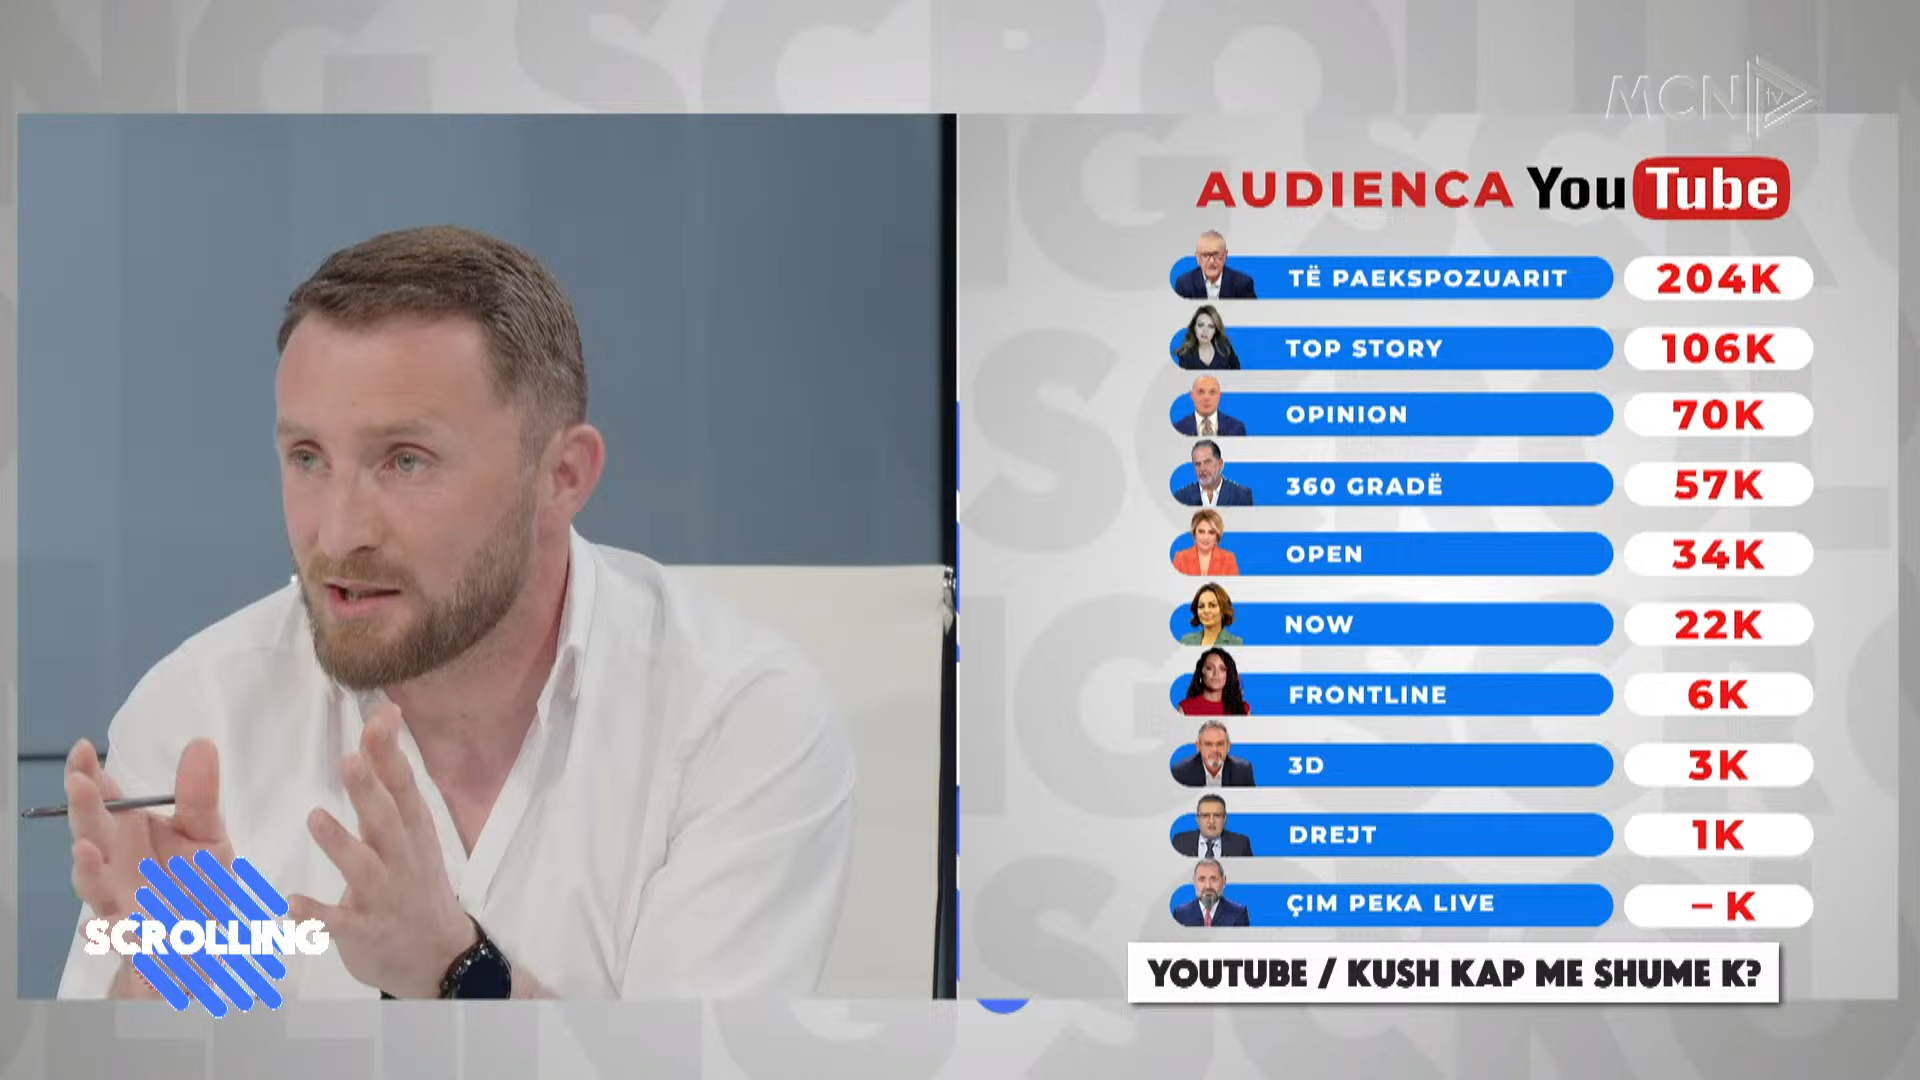 MCN TV
AUDIENCA YouTube
TË PAEKSPOZUARIT 204K
TOP STORY 106K
OPINION 70K
360 GRADË 57K
OPEN 34K
NOW 22K
FRONTLINE 6K
3D 3K
DREJT 1K
ÇIM PEKA LIVE – K
SCROLLING
YOUTUBE / KUSH KAP ME SHUME K?